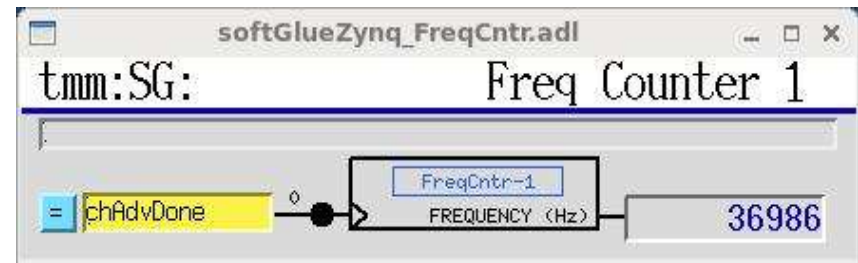 softGlueZynq_FreqCntr.adl
tmm:SG: Freq Counter 1
FreqCntr-1
= chAdvDone 0 FREQUENCY (Hz) 36986